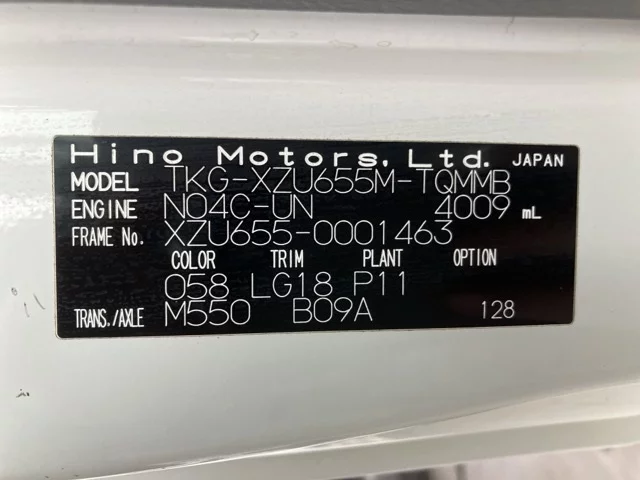 Hino Motors, Ltd. JAPAN
MODEL TKG-XZU655M-TQMMB
ENGINE N04C-UN 4009 mL
FRAME No. XZU655-0001463
COLOR TRIM PLANT OPTION
058 LG18 P11
TRANS./AXLE M550 B09A 128